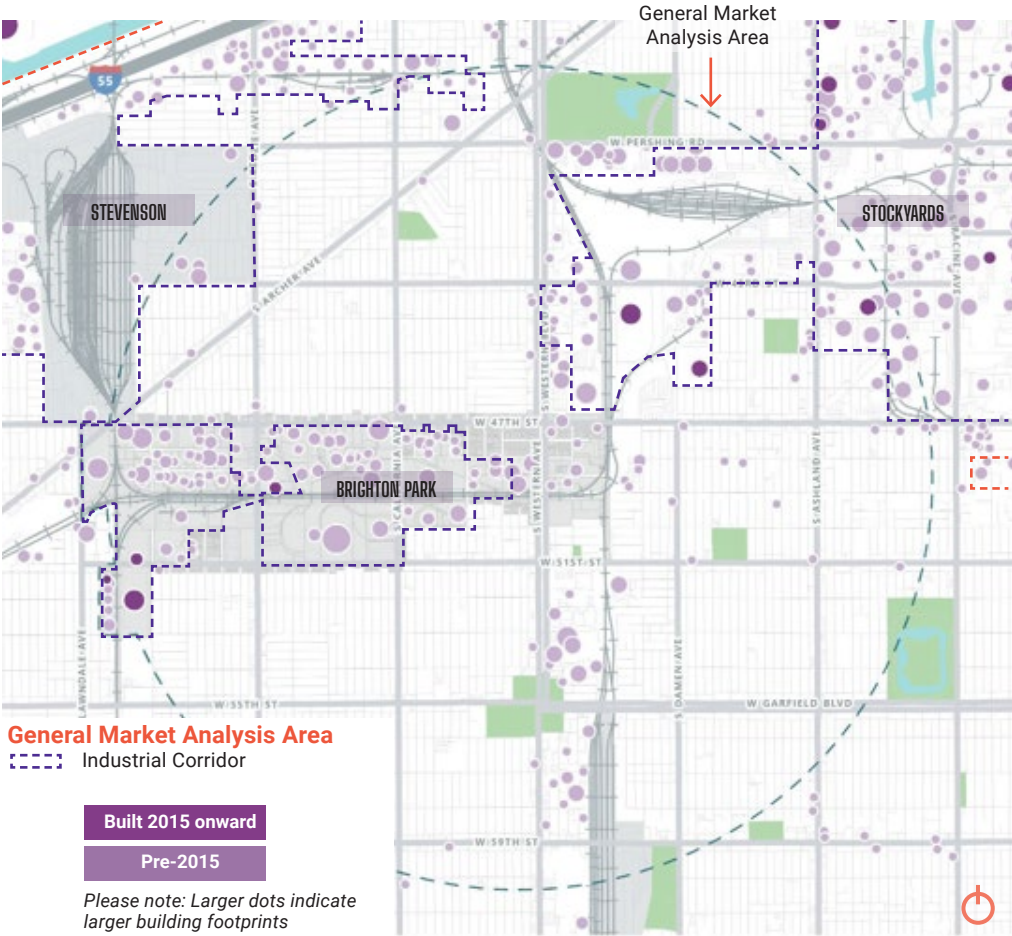 General Market
Analysis Area
55
W PERSHING RD
STEVENSON
STOCKYARDS
S RACINE AVE
S ARCHER AVE
S WESTERN BLVD
W 47TH ST
BRIGHTON PARK
S CALIFORNIA AVE
S WESTERN AVE
S ASHLAND AVE
W 51ST ST
LAWNDALE AVE
S DAMEN AVE
W 55TH ST
W GARFIELD BLVD
General Market Analysis Area
Industrial Corridor
Built 2015 onward
Pre-2015
W 59TH ST
Please note: Larger dots indicate
larger building footprints